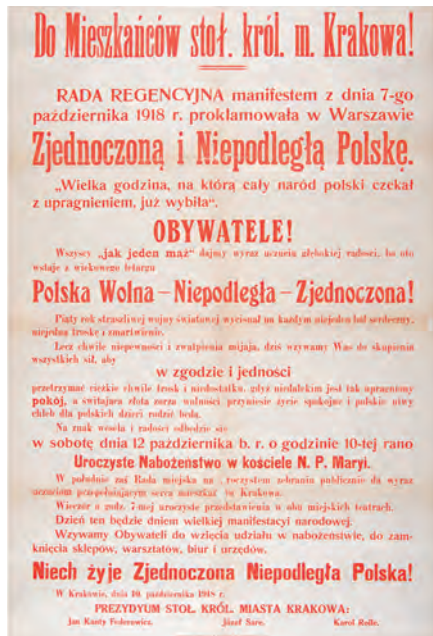 Do Mieszkańców stoł. król. m. Krakowa!
RADA REGENCYJNA manifestem z dnia 7-go
października 1918 r. proklamowała w Warszawie
Zjednoczoną i Niepodległą Polskę.
„Wielka godzina, na którą cały naród polski czekał
z upragnieniem, już wybiła“.
OBYWATELE!
Wszyscy „jak jeden mąż“ dajmy wyraz uczuciu głębokiej radości, bo oto
wstaje z wiekowego letargu
Polska Wolna – Niepodległa – Zjednoczona!
Piąty rok straszliwej wojny światowej wycisnął na każdym niejeden ból serdeczny,
niejedną troskę i zmartwienie.
Lecz chwile niepewności i zwątpienia mijają, dziś wzywamy Was do skupienia
wszystkich sił, aby
w zgodzie i jedności
przetrzymać ciężkie chwile trosk i niedostatku, gdyż niedalekim jest tak upragniony
pokój, a świtająca złota zorza wolności przyniesie życie spokojne i polskie niwy
chleb dla polskich dzieci rodzić będą.
Na znak wesela i radości odbędzie się
w sobotę dnia 12 października b. r. o godzinie 10-tej rano
Uroczyste Nabożeństwo w kościele N. P. Maryi.
W południe zaś Rada miejska na zebraniu publicznie da wyraz
uczuciom przepełniającym serca Krakowa.
Wieczór o godz. 7-mej uroczyste przedstawienia w obu miejskich teatrach.
Dzień ten będzie dniem wielkiej manifestacyi narodowej.
Wzywamy Obywateli do wzięcia udziału w nabożeństwie, do zam-
knięcia sklepów, warsztatów, biur i urzędów.
Niech żyje Zjednoczona Niepodległa Polska!
W Krakowie, dnia 10. października 1918 r.
PREZYDYUM STOŁ. KRÓL. MIASTA KRAKOWA:
Jan Kanty Federowicz. Józef Sare. Karol Rolle.